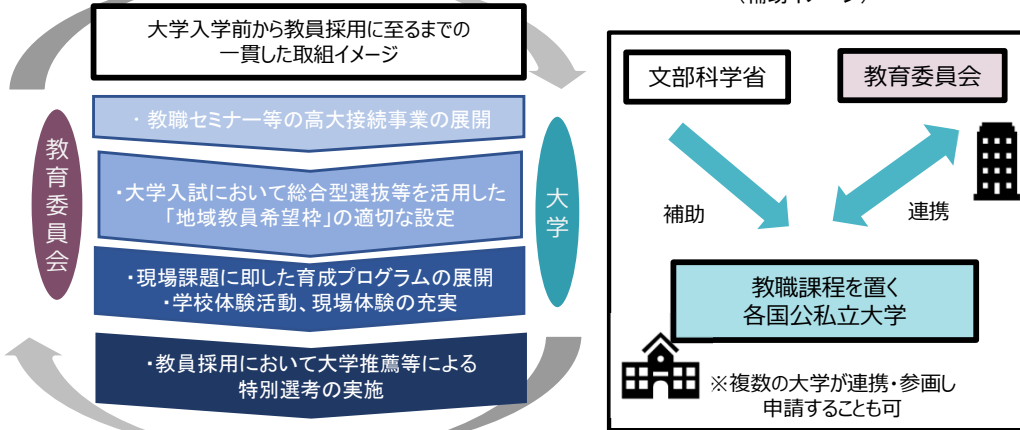 大学入学前から教員採用に至るまでの
一貫した取組イメージ
・教職セミナー等の高大接続事業の展開
・大学入試において総合型選抜等を活用した
「地域教員希望枠」の適切な設定
・現場課題に即した育成プログラムの展開
・学校体験活動、現場体験の充実
・教員採用において大学推薦等による
特別選考の実施
教育委員会
大学
文部科学省
教育委員会
補助
連携
教職課程を置く
各国公私立大学
※複数の大学が連携・参画し
申請することも可